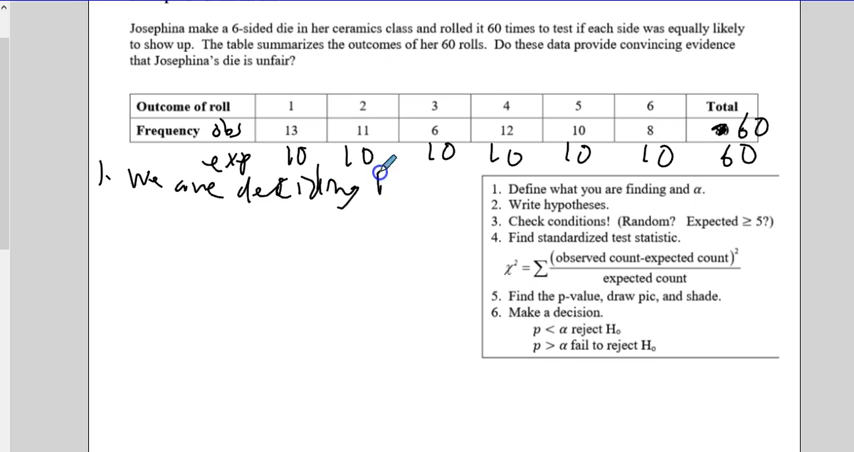 Josephina make a 6-sided die in her ceramics class and rolled it 60 times to test if each side was equally likely
to show up. The table summarizes the outcomes of her 60 rolls. Do these data provide convincing evidence
that Josephina's die is unfair?
Outcome of roll 1 2 3 4 5 6 Total
Frequency obs 13 11 6 12 10 8 60
exp 10 10 10 10 10 10 60
1. We are deciding
1. Define what you are finding and α.
2. Write hypotheses.
3. Check conditions! (Random? Expected ≥ 5?)
4. Find standardized test statistic.
χ² = ∑ (observed count-expected count)²
expected count
5. Find the p-value, draw pic, and shade.
6. Make a decision.
p < α reject H₀
p > α fail to reject H₀